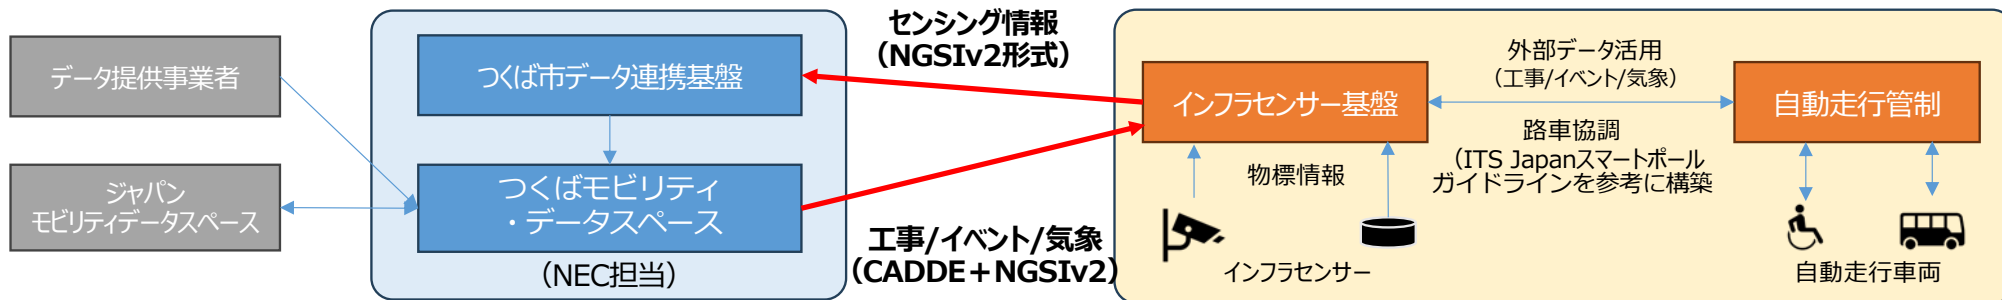 データ提供事業者
ジャパン
モビリティデータスペース
つくば市データ連携基盤
つくばモビリティ
・データスペース
（NEC担当）
センシング情報
（NGSIv2形式）
工事/イベント/気象
（CADDE＋NGSIv2）
インフラセンサー基盤
外部データ活用
（工事/イベント/気象）
自動走行管制
路車協調
（ITS Japanスマートポール
ガイドラインを参考に構築
物標情報
インフラセンサー
自動走行車両